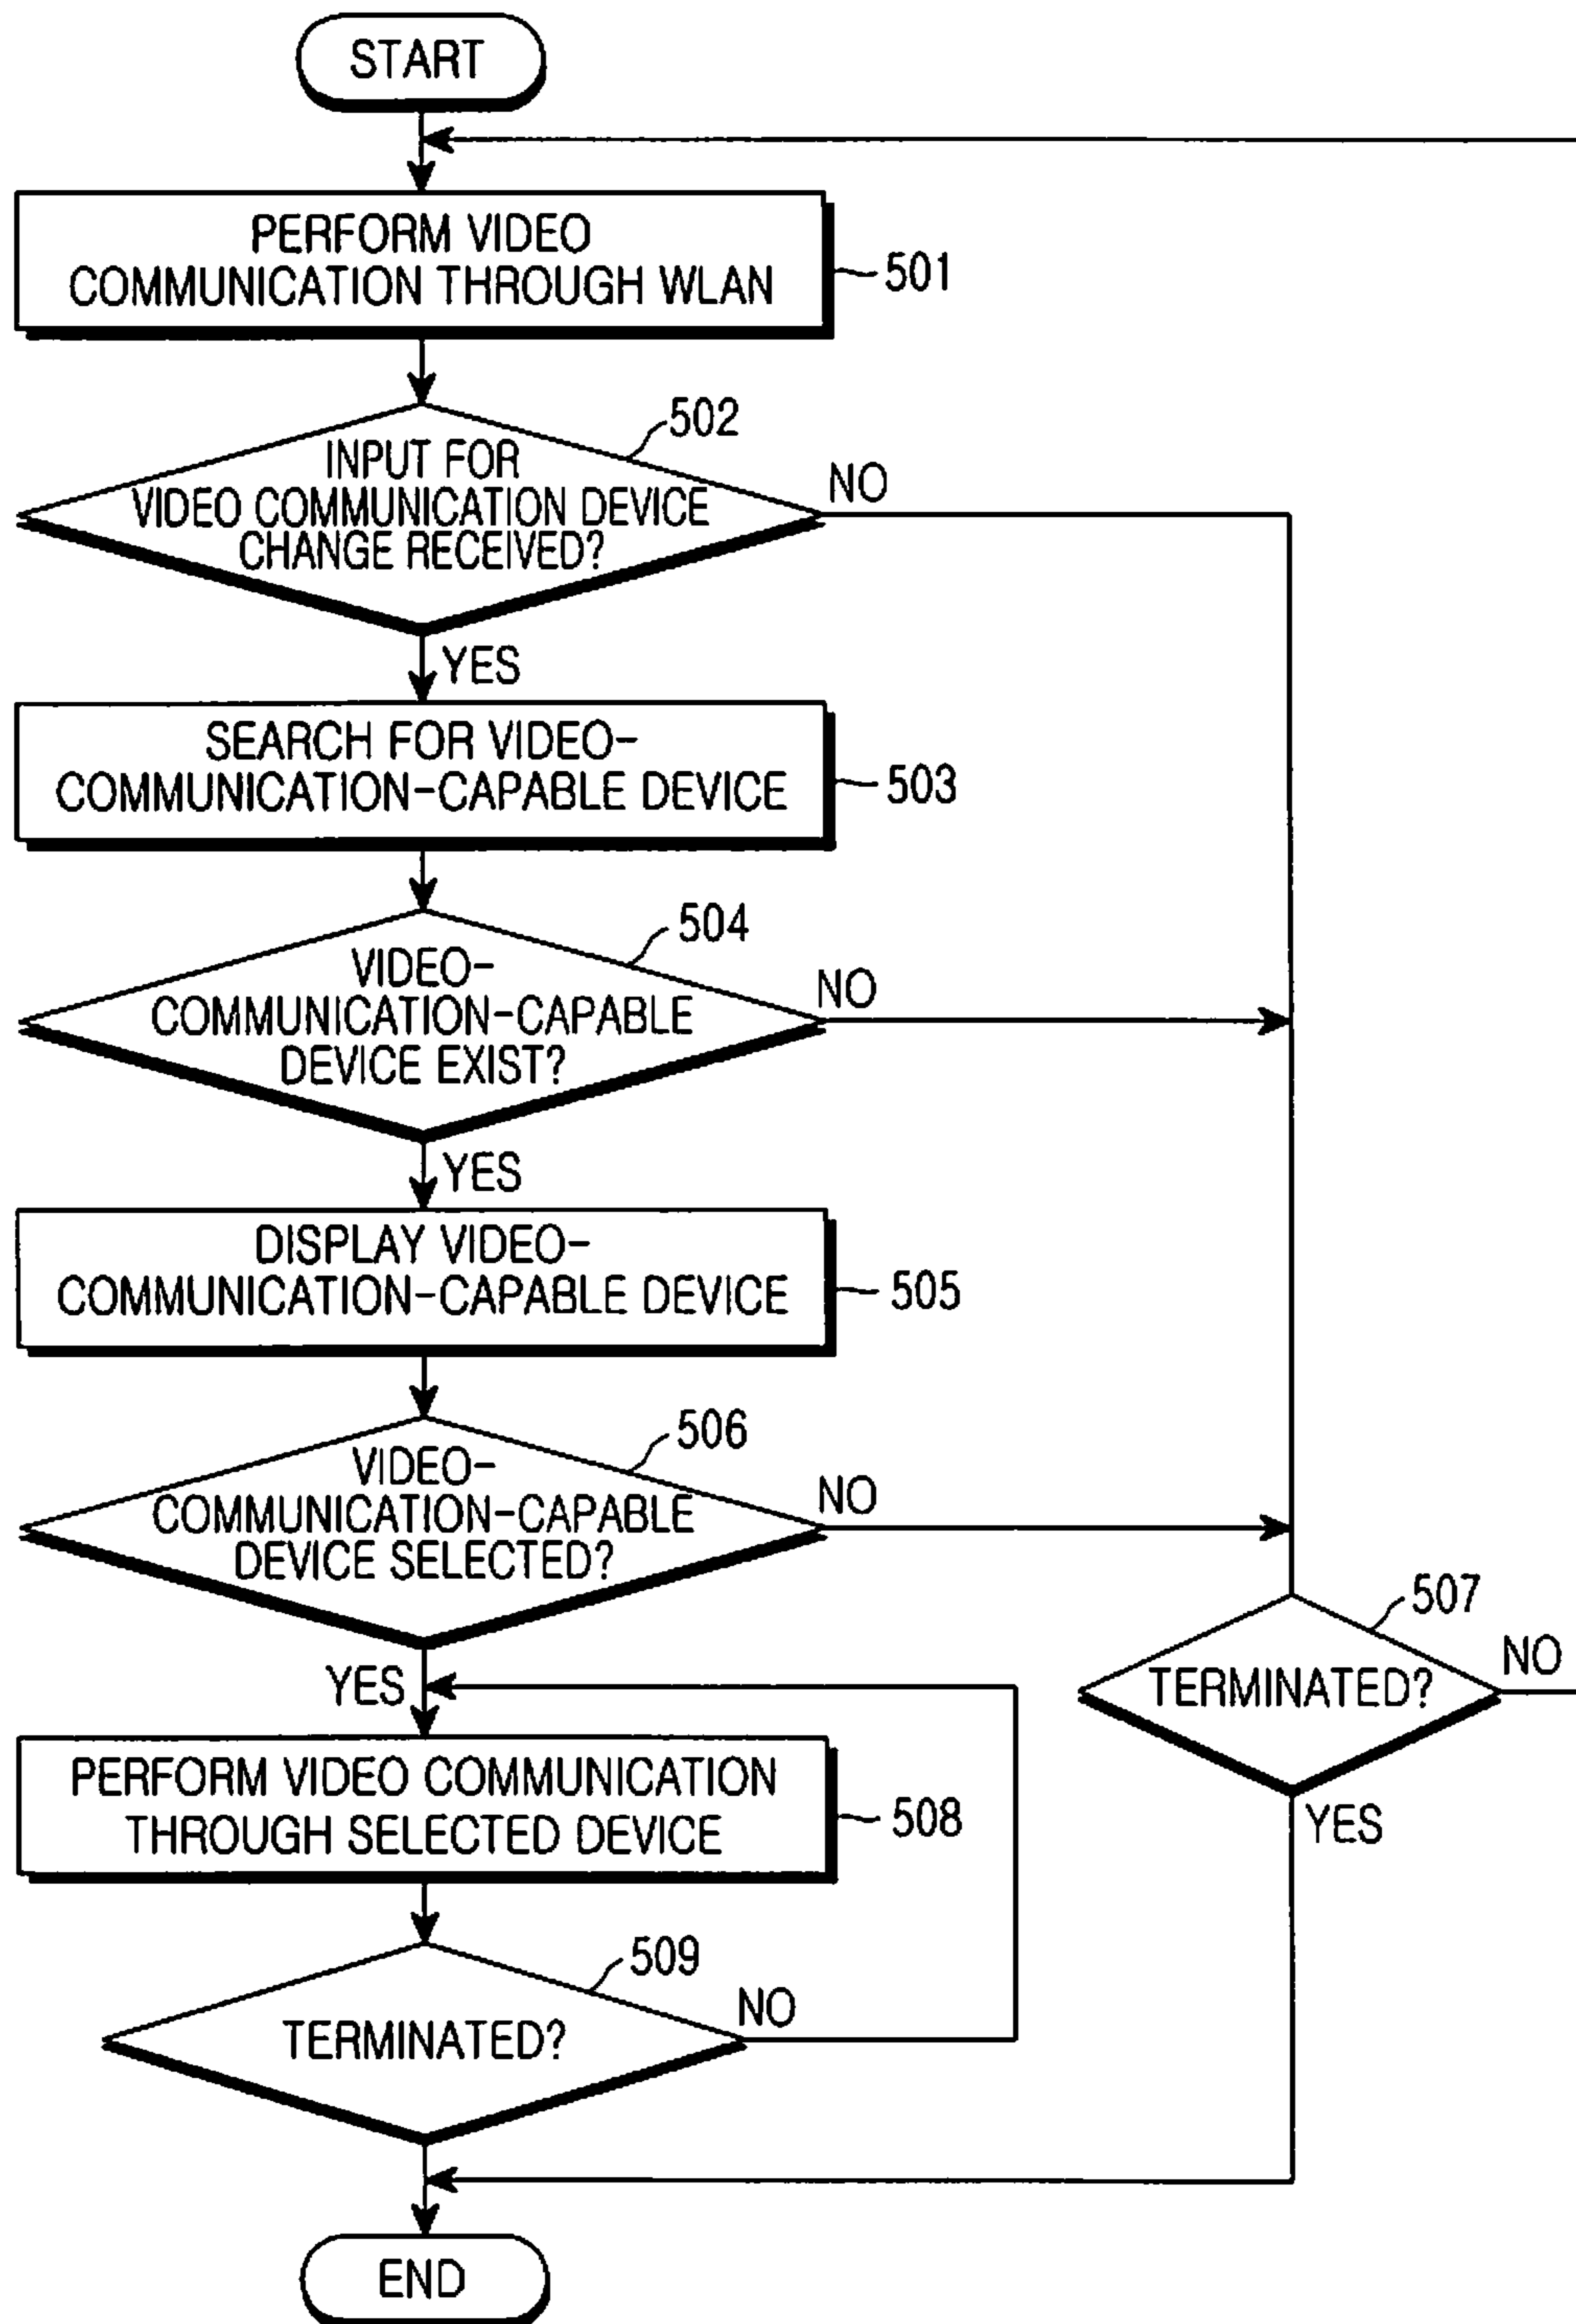 START
PERFORM VIDEO
COMMUNICATION THROUGH WLAN
501
502
INPUT FOR
VIDEO COMMUNICATION DEVICE
CHANGE RECEIVED?
NO
YES
SEARCH FOR VIDEO-
COMMUNICATION-CAPABLE DEVICE
503
504
VIDEO-
COMMUNICATION-CAPABLE
DEVICE EXIST?
NO
YES
DISPLAY VIDEO-
COMMUNICATION-CAPABLE DEVICE
505
506
VIDEO-
COMMUNICATION-CAPABLE
DEVICE SELECTED?
NO
507
TERMINATED?
NO
YES
YES
PERFORM VIDEO COMMUNICATION
THROUGH SELECTED DEVICE
508
509
TERMINATED?
NO
END